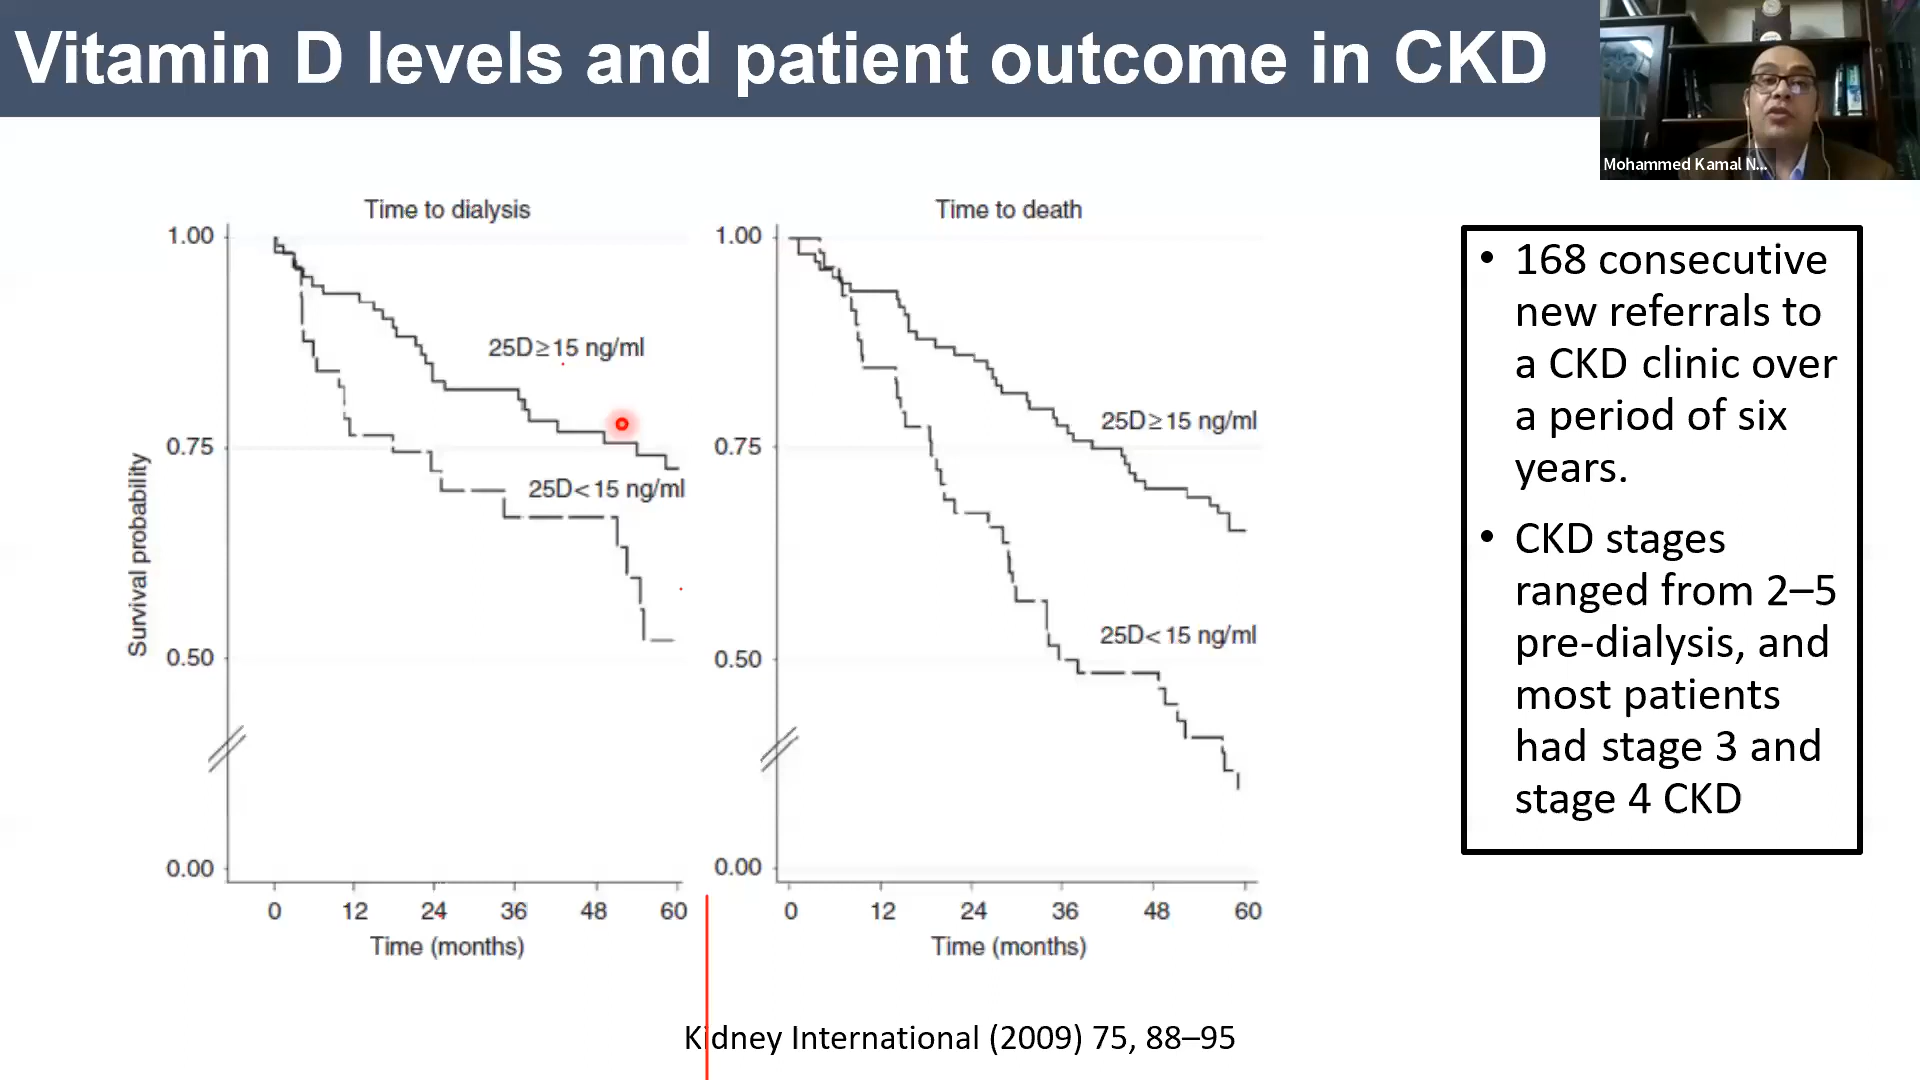 Vitamin D levels and patient outcome in CKD
Mohammed Kamal N...
Time to dialysis
1.00
0.75
0.50
0.00
Survival probability
25D≥15 ng/ml
25D<15 ng/ml
0 12 24 36 48 60
Time (months)
Time to death
1.00
0.75
0.50
0.00
25D≥15 ng/ml
25D<15 ng/ml
0 12 24 36 48 60
Time (months)
• 168 consecutive
new referrals to
a CKD clinic over
a period of six
years.
• CKD stages
ranged from 2–5
pre-dialysis, and
most patients
had stage 3 and
stage 4 CKD
Kidney International (2009) 75, 88–95